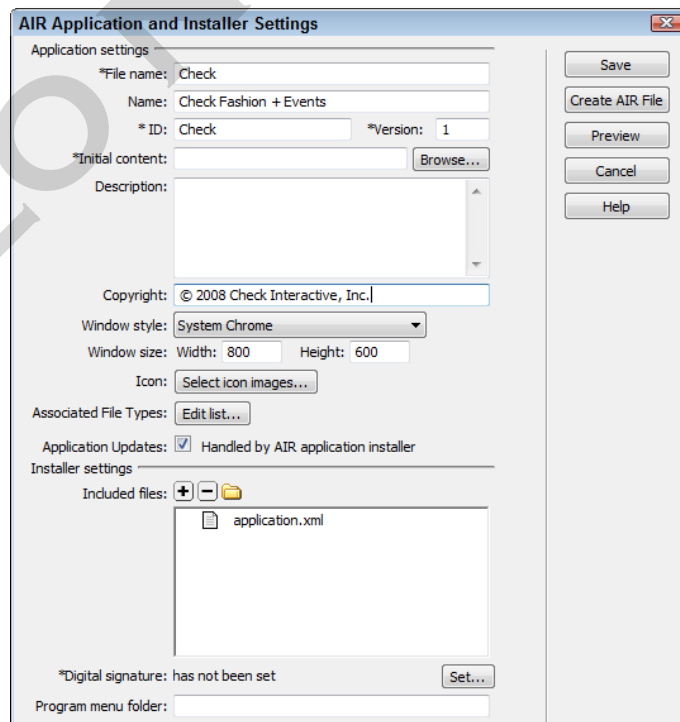 AIR Application and Installer Settings
Application settings
*File name: Check
Name: Check Fashion + Events
* ID: Check *Version: 1
*Initial content: Browse...
Description:
Copyright: © 2008 Check Interactive, Inc.
Window style: System Chrome
Window size: Width: 800 Height: 600
Icon: Select icon images...
Associated File Types: Edit list...
Application Updates: Handled by AIR application installer
Installer settings
Included files:
application.xml
*Digital signature: has not been set Set...
Program menu folder:
Save
Create AIR File
Preview
Cancel
Help